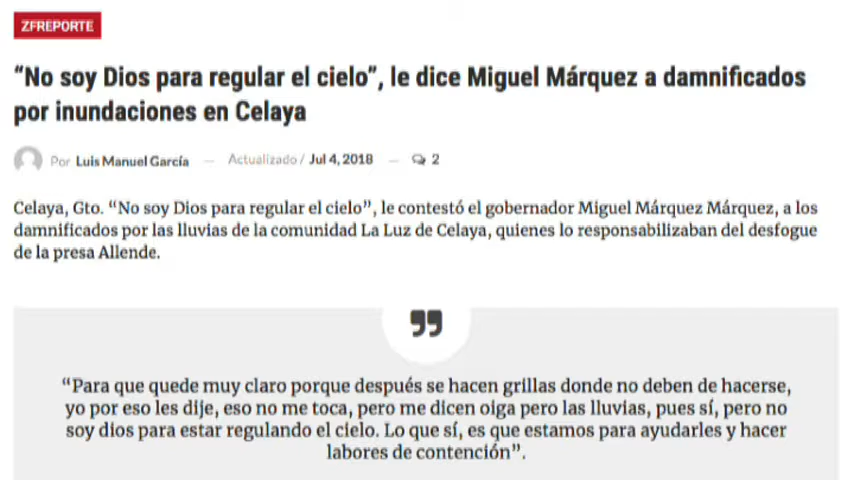 ZFREPORTE
“No soy Dios para regular el cielo”, le dice Miguel Márquez a damnificados
por inundaciones en Celaya
Por Luis Manuel García — Actualizado / Jul 4, 2018 — 2
Celaya, Gto. “No soy Dios para regular el cielo”, le contestó el gobernador Miguel Márquez Márquez, a los
damnificados por las lluvias de la comunidad La Luz de Celaya, quienes lo responsabilizaban del desfogue
de la presa Allende.
”
“Para que quede muy claro porque después se hacen grillas donde no deben de hacerse,
yo por eso les dije, eso no me toca, pero me dicen oiga pero las lluvias, pues sí, pero no
soy dios para estar regulando el cielo. Lo que sí, es que estamos para ayudarles y hacer
labores de contención”.